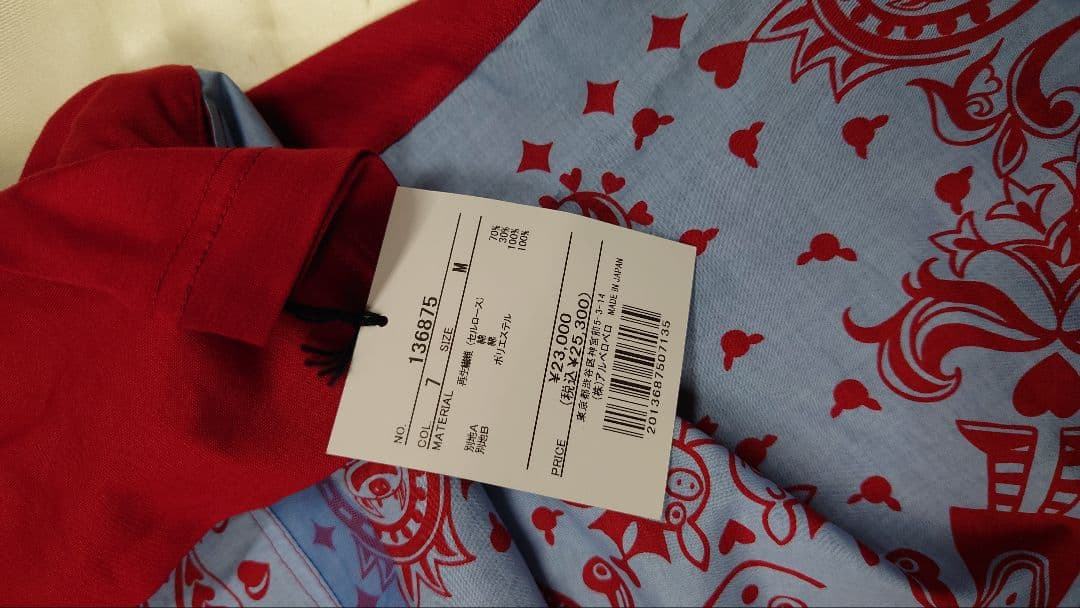 NO. 136875
COL 7 SIZE M
MATERIAL 再生繊維（セルロース） 70%
綿 30%
別地A 綿 100%
別地B ポリエステル 100%
PRICE ¥23,000
（税込¥25,300）
東京都渋谷区神宮前5-3-14
（株）アルベロベロ MADE IN JAPAN
2013687507135